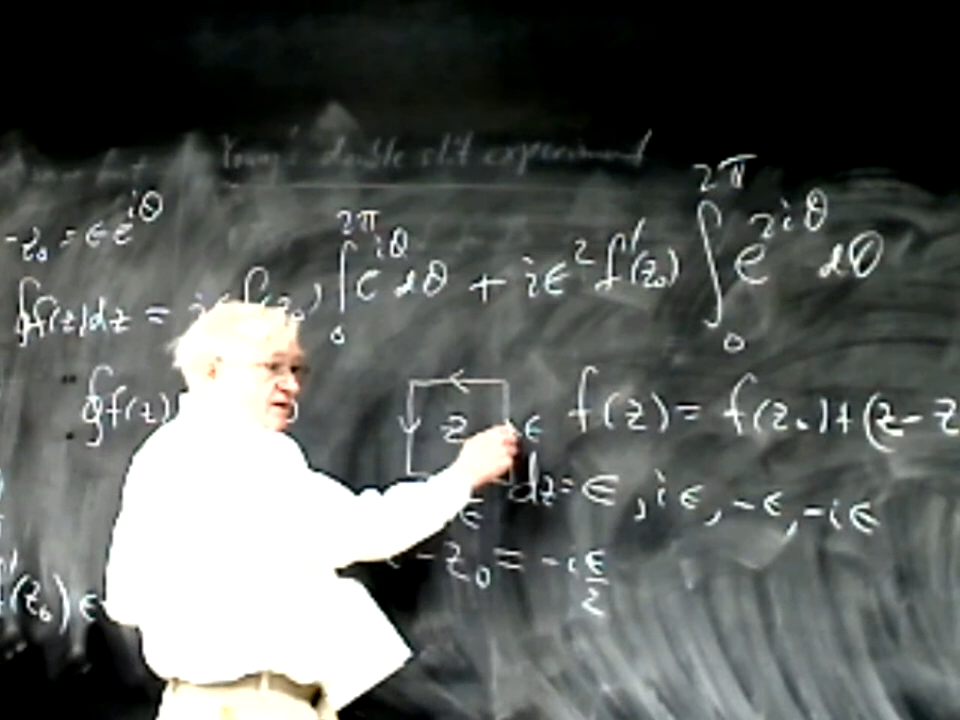 Young's double slit experiment
-z₀ = ϵ e^{iθ}
∮f(z)dz = iϵ f(z₀) ∫₀^{2π} e^{iθ} dθ + iϵ² f'(z₀) ∫₀^{2π} e^{2iθ} dθ
∮f(z)
z ϵ f(z) = f(z₀) + (z - z
ϵ dz = ϵ, iϵ, -ϵ, -iϵ
- z₀ = -i ϵ/2
'(z₀) ϵ